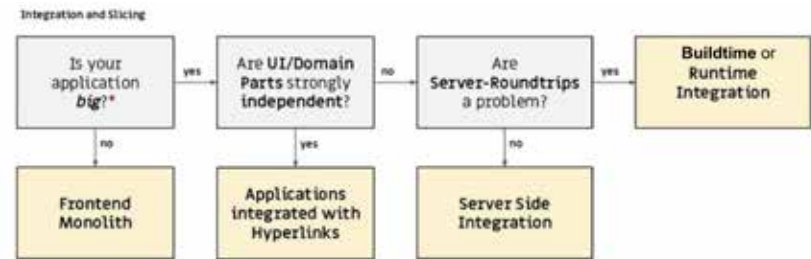 Integration and Slicing
Is your
application
big?*
yes
Are UI/Domain
Parts strongly
independent?
no
Are
Server-Roundtrips
a problem?
yes
Buildtime or
Runtime
Integration
no
yes
no
Frontend
Monolith
Applications
integrated with
Hyperlinks
Server Side
Integration